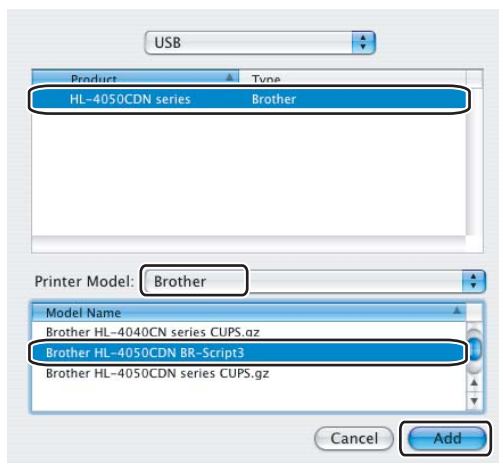 USB
Product Type
HL-4050CDN series Brother
Printer Model: Brother
Model Name
Brother HL-4040CN series CUPS.gz
Brother HL-4050CDN BR-Script3
Brother HL-4050CDN series CUPS.gz
Cancel Add